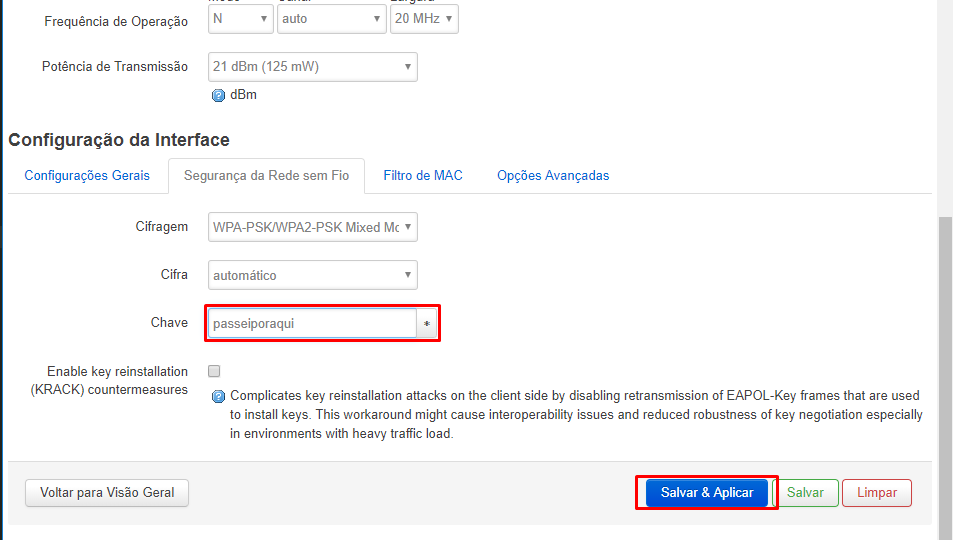 Frequência de Operação
N
auto
20 MHz
Potência de Transmissão
21 dBm (125 mW)
dBm
Configuração da Interface
Configurações Gerais
Segurança da Rede sem Fio
Filtro de MAC
Opções Avançadas
Cifragem
WPA-PSK/WPA2-PSK Mixed Mc
Cifra
automático
Chave
passeiporaqui
*
Enable key reinstallation
(KRACK) countermeasures
Complicates key reinstallation attacks on the client side by disabling retransmission of EAPOL-Key frames that are used
to install keys. This workaround might cause interoperability issues and reduced robustness of key negotiation especially
in environments with heavy traffic load.
Voltar para Visão Geral
Salvar & Aplicar
Salvar
Limpar